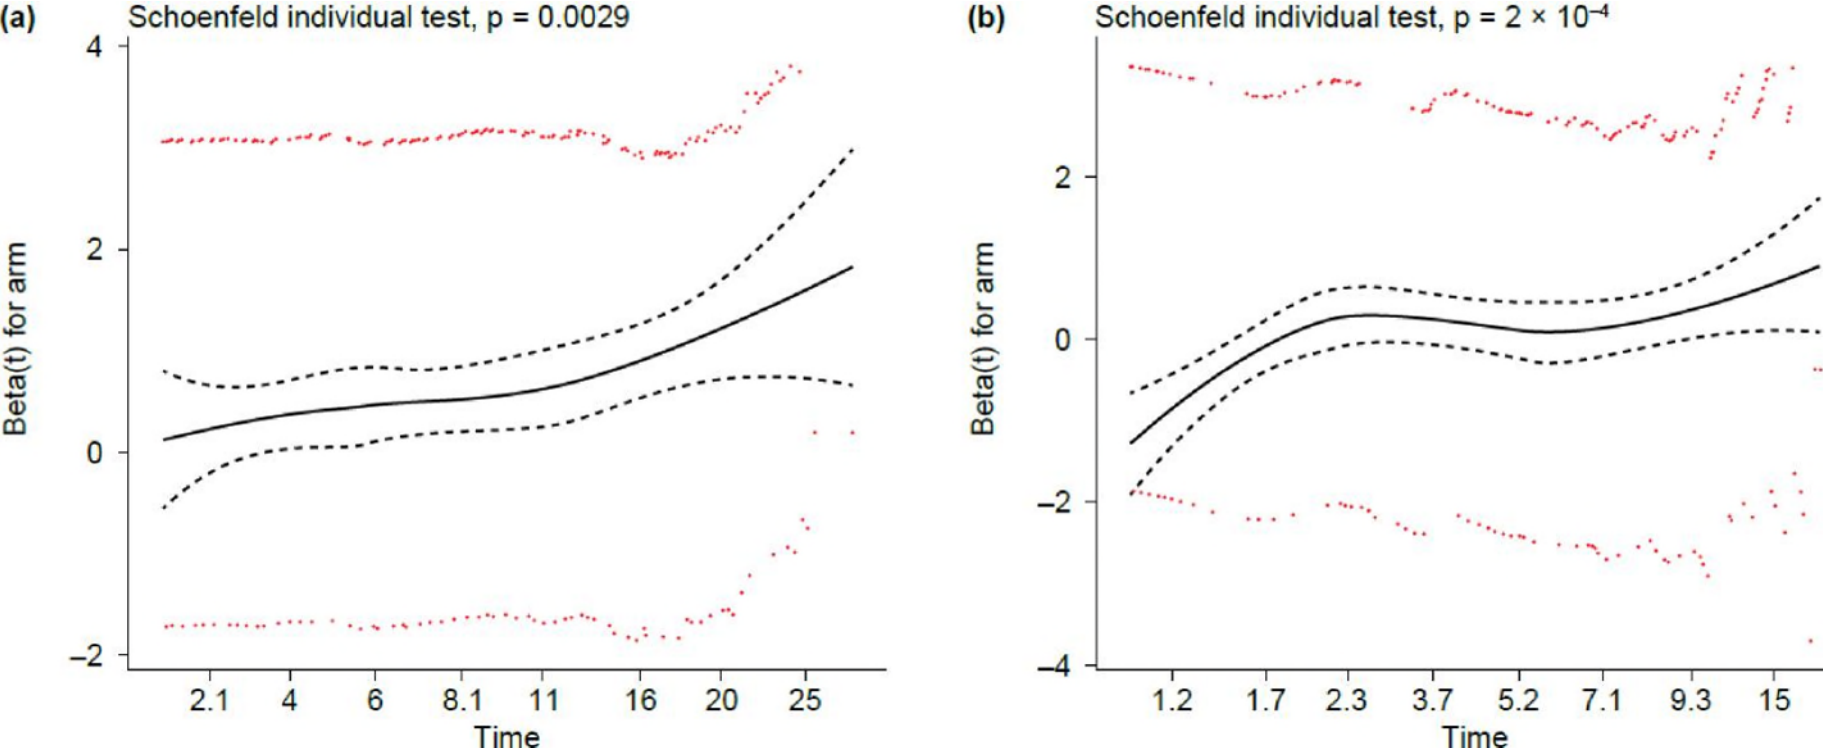 (a) Schoenfeld individual test, p = 0.0029
4
2
0
–2
Beta(t) for arm
2.1 4 6 8.1 11 16 20 25
Time
(b) Schoenfeld individual test, p = 2 × 10⁻⁴
2
0
–2
–4
Beta(t) for arm
1.2 1.7 2.3 3.7 5.2 7.1 9.3 15
Time